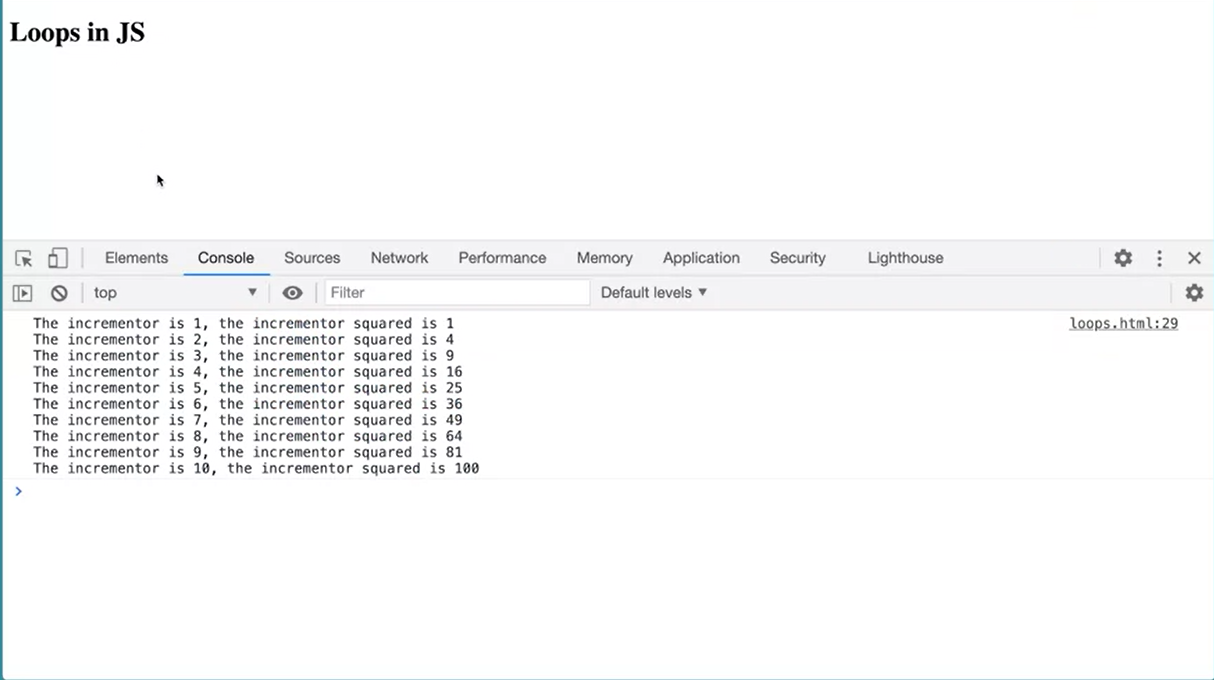 Loops in JS
Elements Console Sources Network Performance Memory Application Security Lighthouse
top Filter Default levels
The incrementor is 1, the incrementor squared is 1 loops.html:29
The incrementor is 2, the incrementor squared is 4
The incrementor is 3, the incrementor squared is 9
The incrementor is 4, the incrementor squared is 16
The incrementor is 5, the incrementor squared is 25
The incrementor is 6, the incrementor squared is 36
The incrementor is 7, the incrementor squared is 49
The incrementor is 8, the incrementor squared is 64
The incrementor is 9, the incrementor squared is 81
The incrementor is 10, the incrementor squared is 100